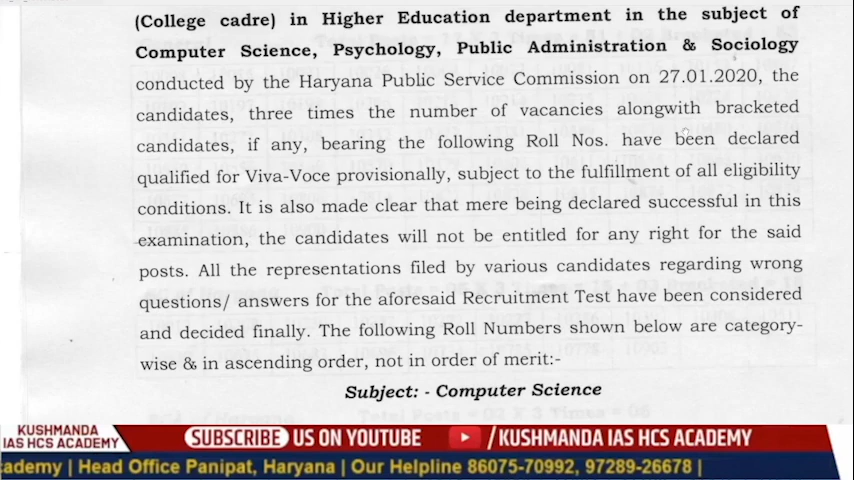 (College cadre) in Higher Education department in the subject of
Computer Science, Psychology, Public Administration & Sociology
conducted by the Haryana Public Service Commission on 27.01.2020, the
candidates, three times the number of vacancies alongwith bracketed
candidates, if any, bearing the following Roll Nos. have been declared
qualified for Viva-Voce provisionally, subject to the fulfillment of all eligibility
conditions. It is also made clear that mere being declared successful in this
examination, the candidates will not be entitled for any right for the said
posts. All the representations filed by various candidates regarding wrong
questions/ answers for the aforesaid Recruitment Test have been considered
and decided finally. The following Roll Numbers shown below are category-
wise & in ascending order, not in order of merit:-
Subject: - Computer Science
KUSHMANDA
IAS HCS ACADEMY
SUBSCRIBE US ON YOUTUBE
/KUSHMANDA IAS HCS ACADEMY
cademy | Head Office Panipat, Haryana | Our Helpline 86075-70992, 97289-26678 |